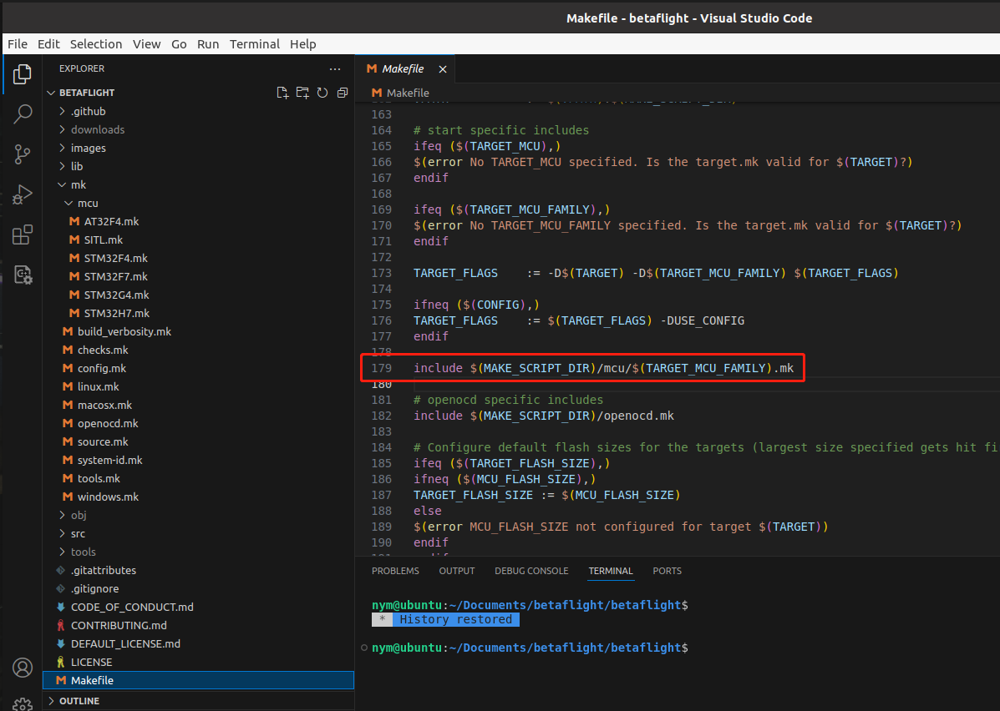 Makefile - betaflight - Visual Studio Code
File Edit Selection View Go Run Terminal Help
EXPLORER
BETAFLIGHT
.github
downloads
images
lib
mk
mcu
AT32F4.mk
SITL.mk
STM32F4.mk
STM32F7.mk
STM32G4.mk
STM32H7.mk
build_verbosity.mk
checks.mk
config.mk
linux.mk
macosx.mk
openocd.mk
source.mk
system-id.mk
tools.mk
windows.mk
obj
src
tools
.gitattributes
.gitignore
CODE_OF_CONDUCT.md
CONTRIBUTING.md
DEFAULT_LICENSE.md
LICENSE
Makefile
OUTLINE
Makefile
Makefile
163
164 # start specific includes
165 ifeq ($(TARGET_MCU),)
166 $(error No TARGET_MCU specified. Is the target.mk valid for $(TARGET)?)
167 endif
168
169 ifeq ($(TARGET_MCU_FAMILY),)
170 $(error No TARGET_MCU_FAMILY specified. Is the target.mk valid for $(TARGET)?)
171 endif
172
173 TARGET_FLAGS := -D$(TARGET) -D$(TARGET_MCU_FAMILY) $(TARGET_FLAGS)
174
175 ifneq ($(CONFIG),)
176 TARGET_FLAGS := $(TARGET_FLAGS) -DUSE_CONFIG
177 endif
178
179 include $(MAKE_SCRIPT_DIR)/mcu/$(TARGET_MCU_FAMILY).mk
180
181 # openocd specific includes
182 include $(MAKE_SCRIPT_DIR)/openocd.mk
183
184 # Configure default flash sizes for the targets (largest size specified gets hit fi
185 ifeq ($(TARGET_FLASH_SIZE),)
186 ifneq ($(MCU_FLASH_SIZE),)
187 TARGET_FLASH_SIZE := $(MCU_FLASH_SIZE)
188 else
189 $(error MCU_FLASH_SIZE not configured for target $(TARGET))
190 endif
PROBLEMS OUTPUT DEBUG CONSOLE TERMINAL PORTS
nym@ubuntu:~/Documents/betaflight/betaflight$
* History restored
nym@ubuntu:~/Documents/betaflight/betaflight$